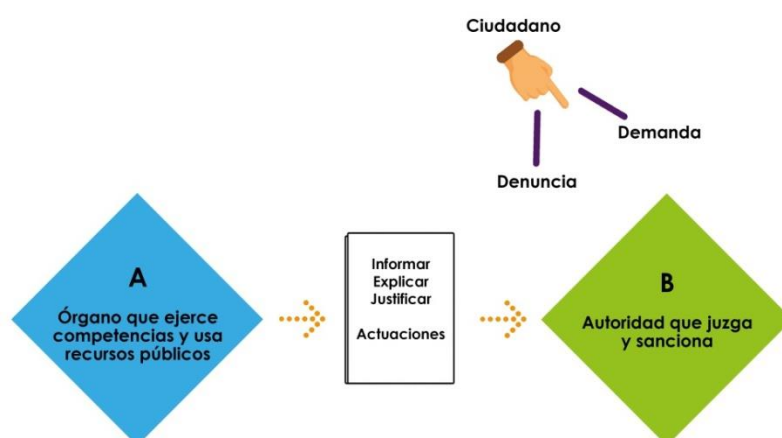 Ciudadano
Demanda
Denuncia
A
Órgano que ejerce
competencias y usa
recursos públicos
Informar
Explicar
Justificar
Actuaciones
B
Autoridad que juzga
y sanciona